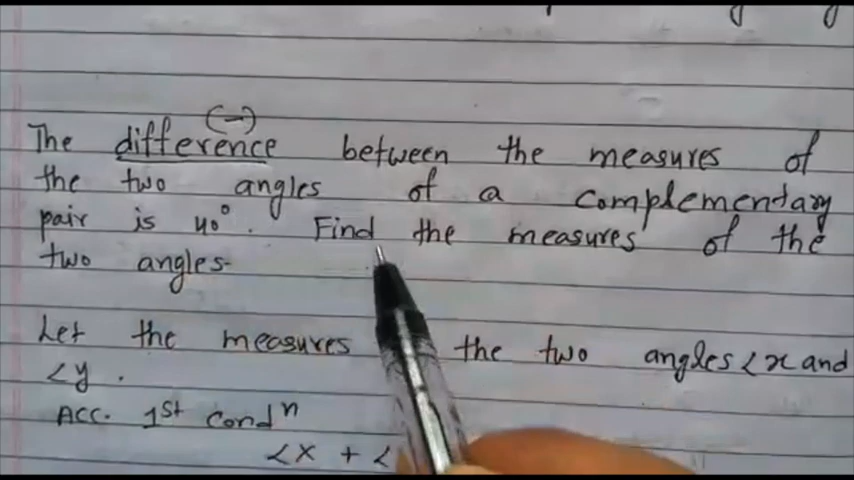 (-)
The difference between the measures of
the two angles of a complementary
pair is 40°. Find the measures of the
two angles.
Let the measures the two angles <x and
<y .
Acc. 1st condn
<x + <